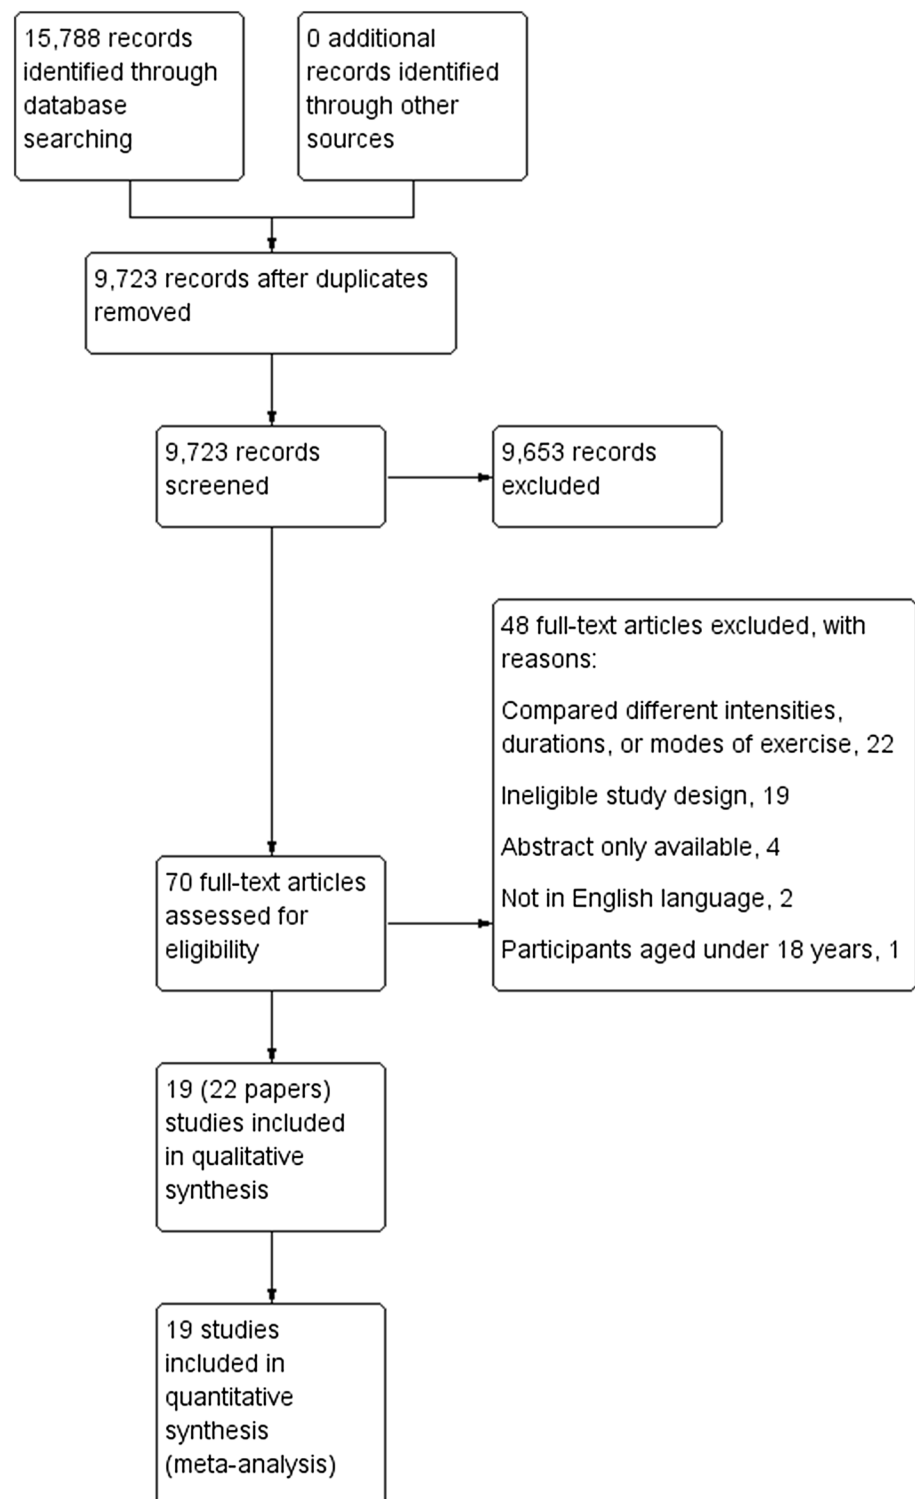 15,788 records
identified through
database
searching
0 additional
records identified
through other
sources
9,723 records after duplicates
removed
9,723 records
screened
9,653 records
excluded
48 full-text articles excluded, with
reasons:
Compared different intensities,
durations, or modes of exercise, 22
Ineligible study design, 19
Abstract only available, 4
Not in English language, 2
Participants aged under 18 years, 1
70 full-text articles
assessed for
eligibility
19 (22 papers)
studies included
in qualitative
synthesis
19 studies
included in
quantitative
synthesis
(meta-analysis)